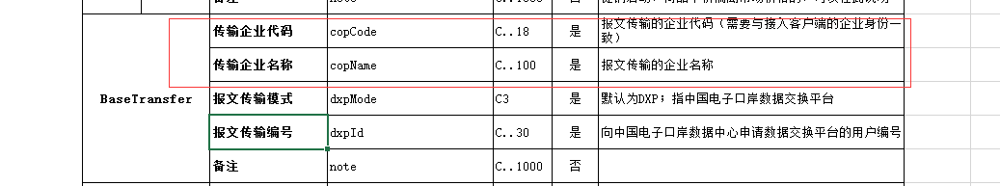 传输企业代码 copCode C..18 是 报文传输的企业代码（需要与接入客户端的企业身份一致）
传输企业名称 copName C..100 是 报文传输的企业名称
BaseTransfer 报文传输模式 dxpMode C3 是 默认为DXP；指中国电子口岸数据交换平台
报文传输编号 dxpId C..30 是 向中国电子口岸数据中心申请数据交换平台的用户编号
备注 note C..1000 否